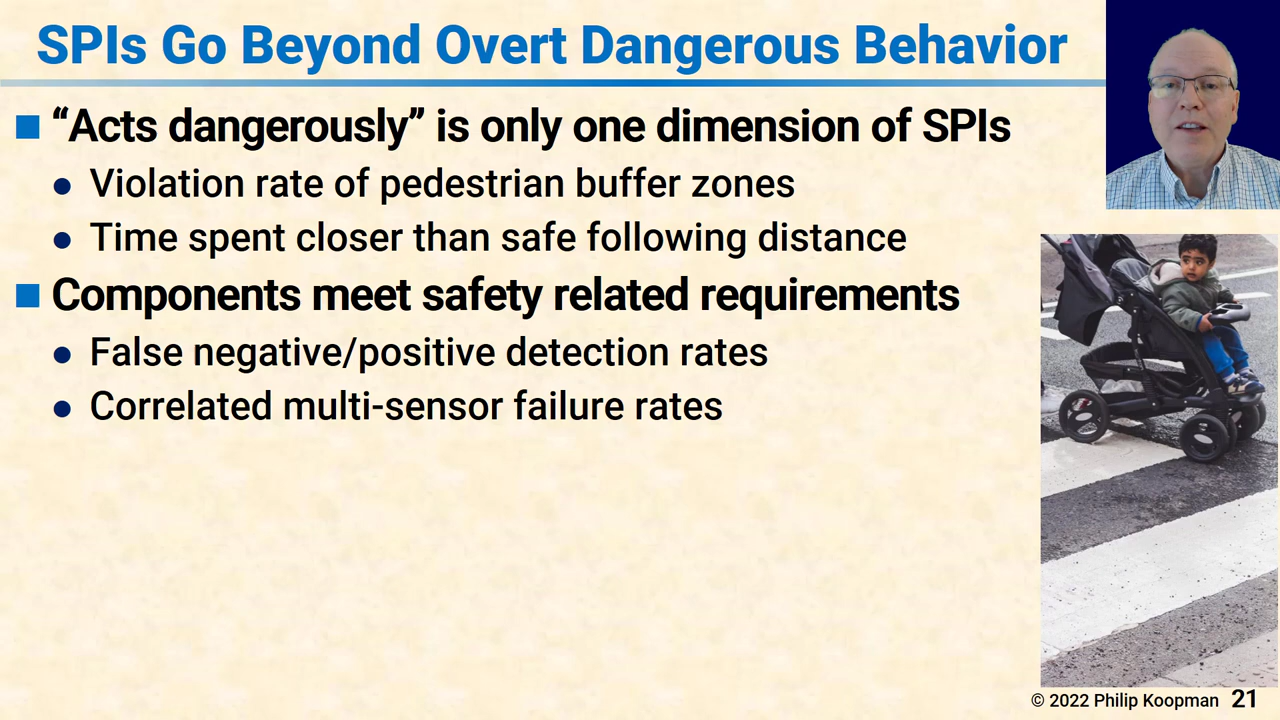 SPIs Go Beyond Overt Dangerous Behavior
“Acts dangerously” is only one dimension of SPIs
Violation rate of pedestrian buffer zones
Time spent closer than safe following distance
Components meet safety related requirements
False negative/positive detection rates
Correlated multi-sensor failure rates
© 2022 Philip Koopman 21